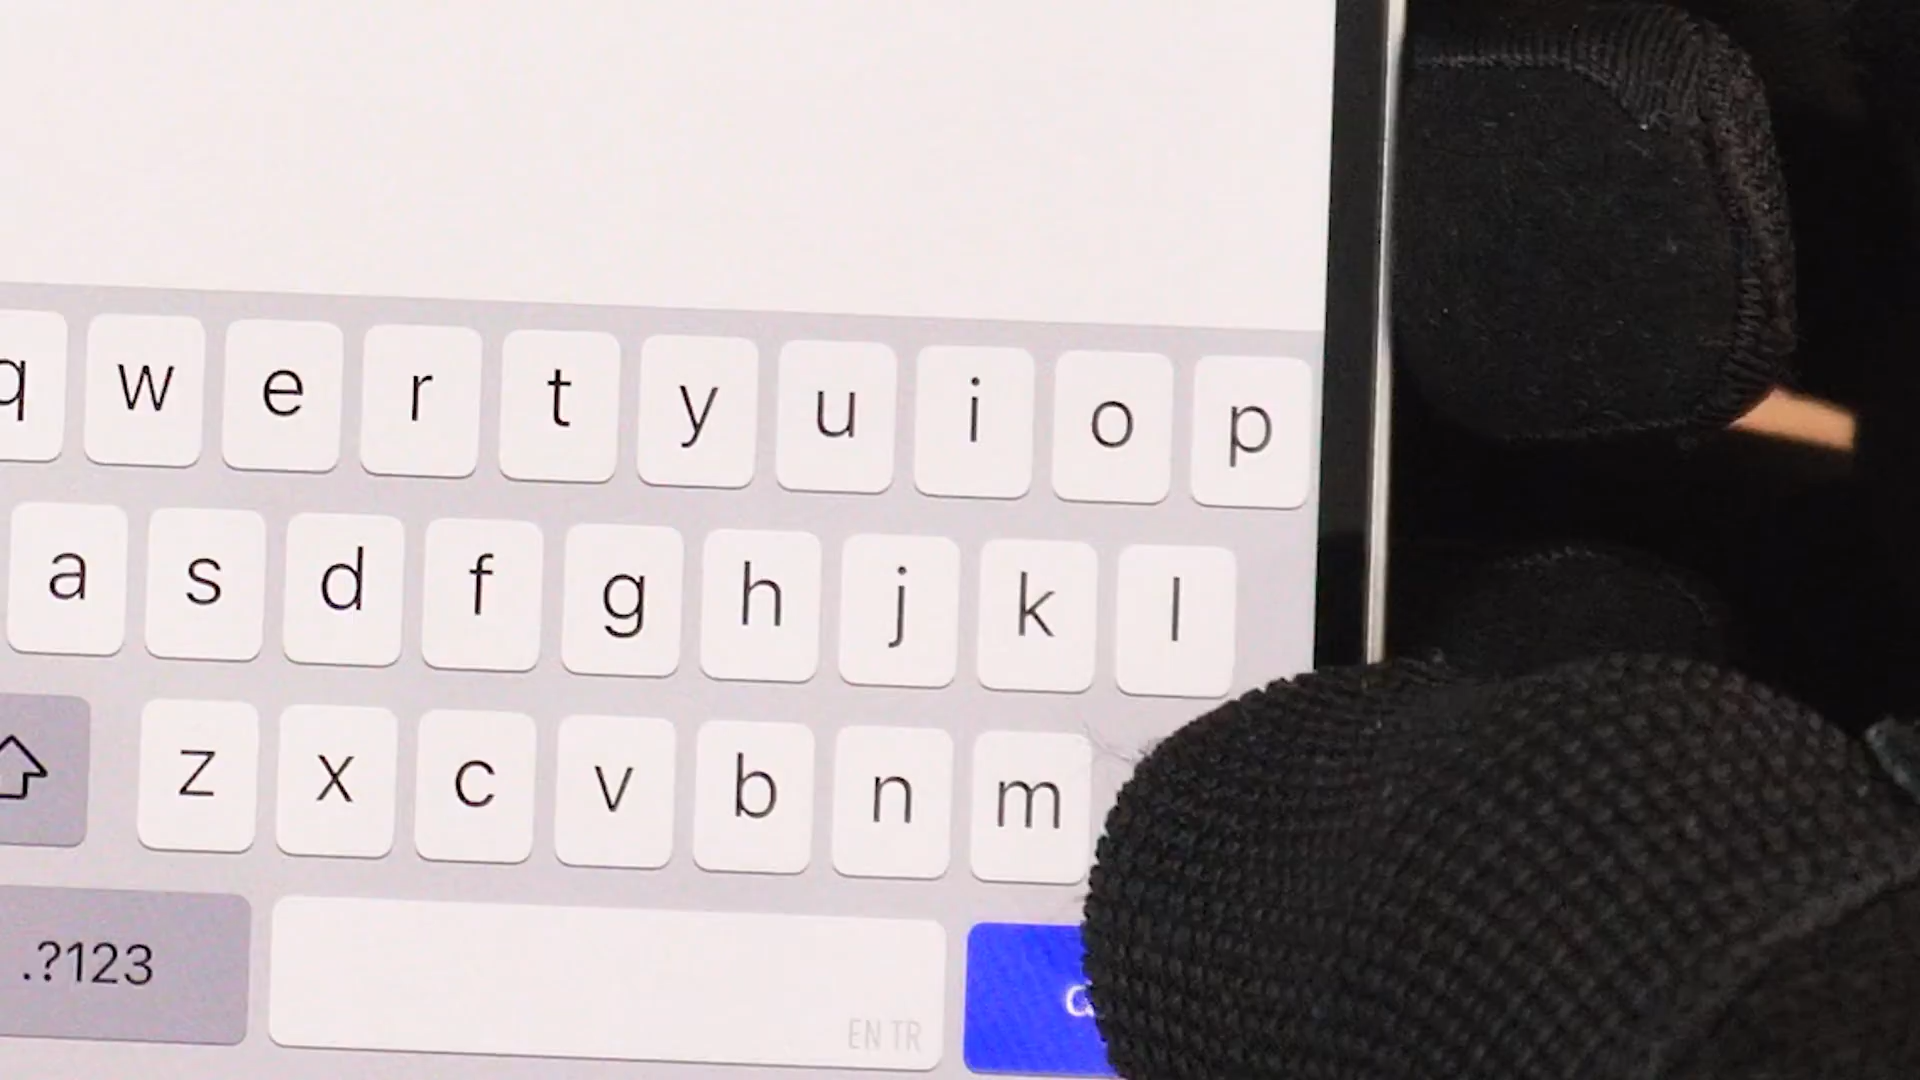 q w e r t y u i o p
a s d f g h j k l
z x c v b n m
.?123
EN TR